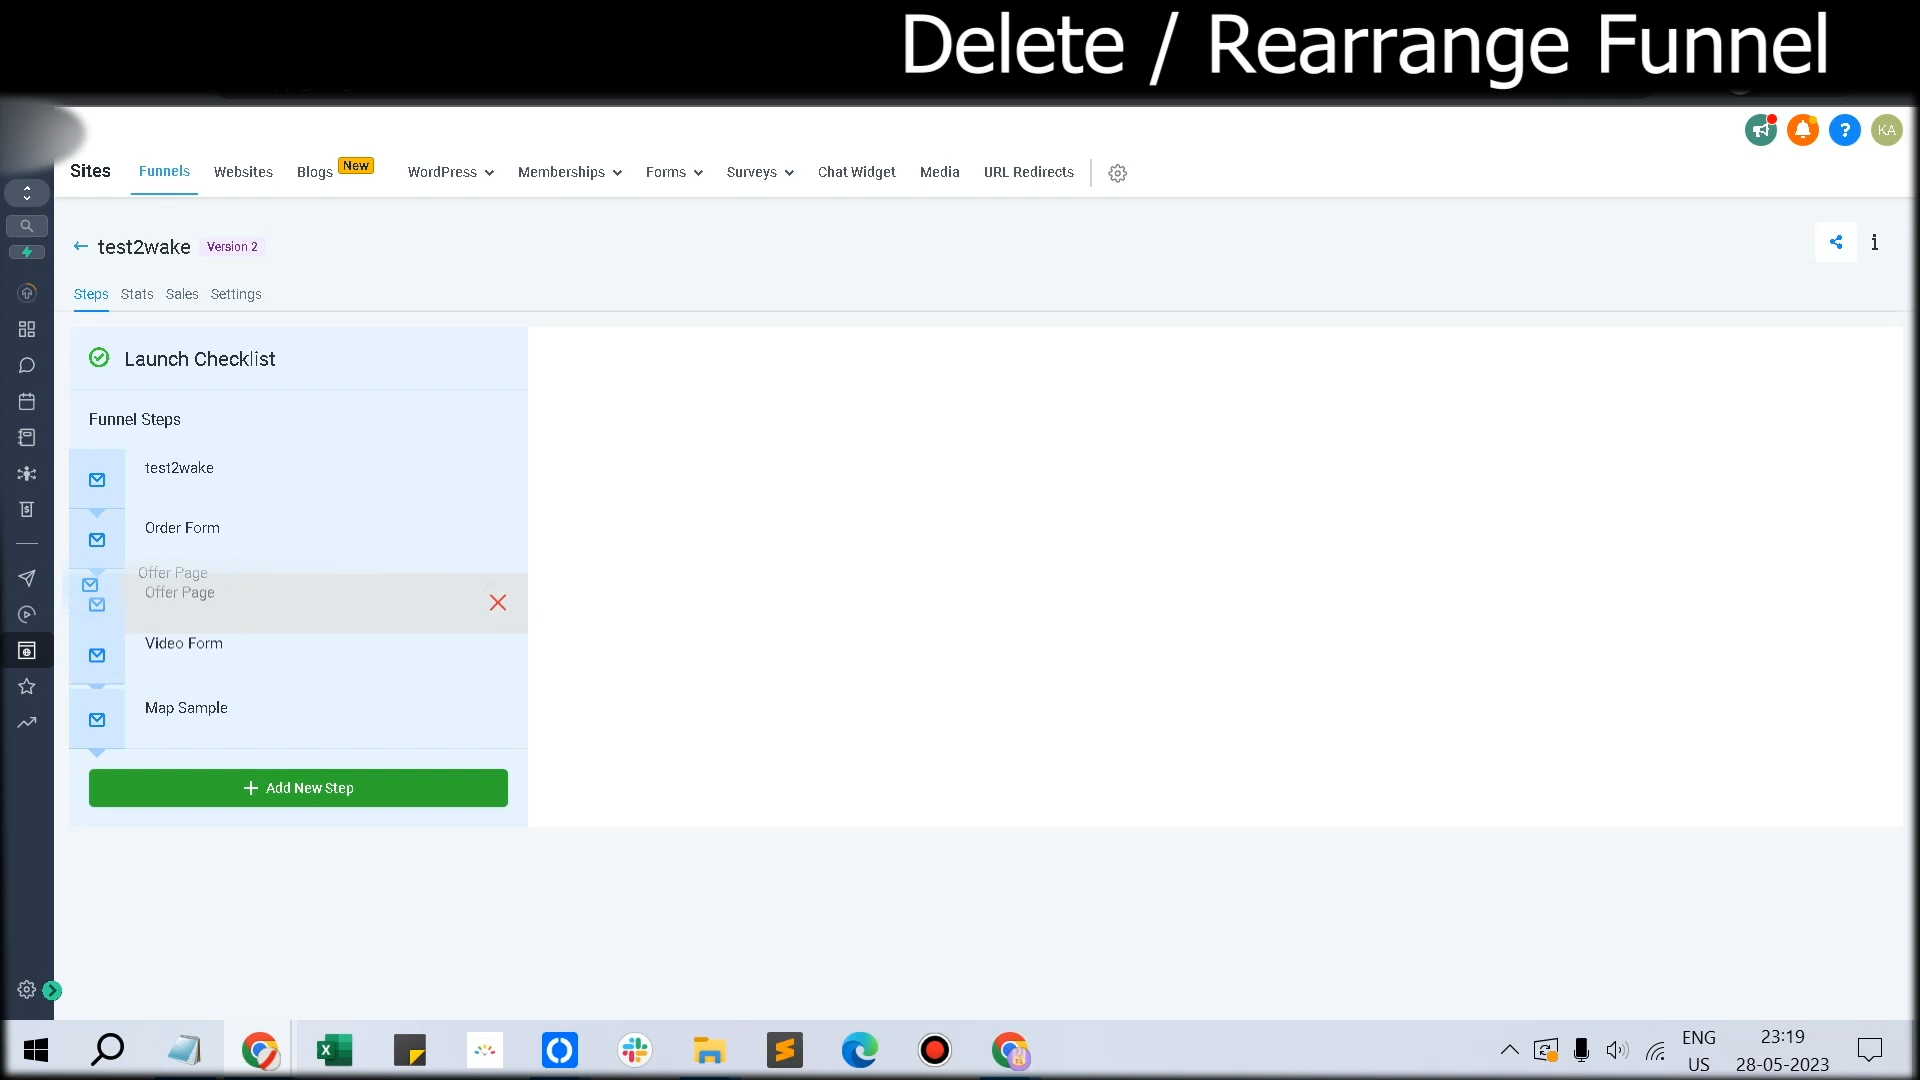 Delete / Rearrange Funnel
KA
Sites Funnels Websites Blogs New WordPress Memberships Forms Surveys Chat Widget Media URL Redirects
test2wake Version 2
Steps Stats Sales Settings
Launch Checklist
Funnel Steps
test2wake
Order Form
Offer Page
Offer Page
Video Form
Map Sample
+ Add New Step
ENG 23:19
US 28-05-2023